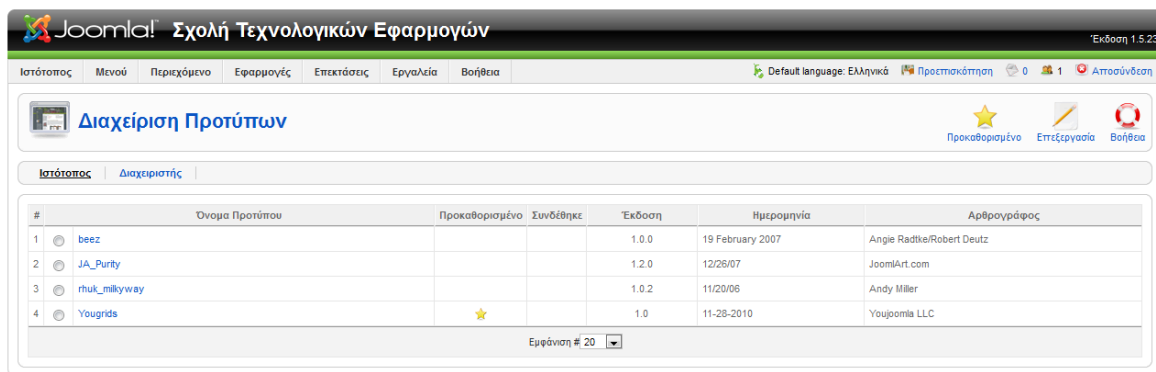 Joomla! Σχολή Τεχνολογικών Εφαρμογών
Έκδοση 1.5.23
Ιστότοπος Μενού Περιεχόμενο Εφαρμογές Επεκτάσεις Εργαλεία Βοήθεια Default language: Ελληνικά Προεπισκόπηση 0 1 Αποσύνδεση
Διαχείριση Προτύπων
Προκαθορισμένο Επεξεργασία Βοήθεια
Ιστότοπος Διαχειριστής
# Όνομα Προτύπου Προκαθορισμένο Συνδέθηκε Έκδοση Ημερομηνία Αρθρογράφος
1 beez 1.0.0 19 February 2007 Angie Radtke/Robert Deutz
2 JA_Purity 1.2.0 12/26/07 JoomlArt.com
3 rhuk_milkyway 1.0.2 11/20/06 Andy Miller
4 Yougrids 1.0 11-28-2010 Youjoomla LLC
Εμφάνιση # 20